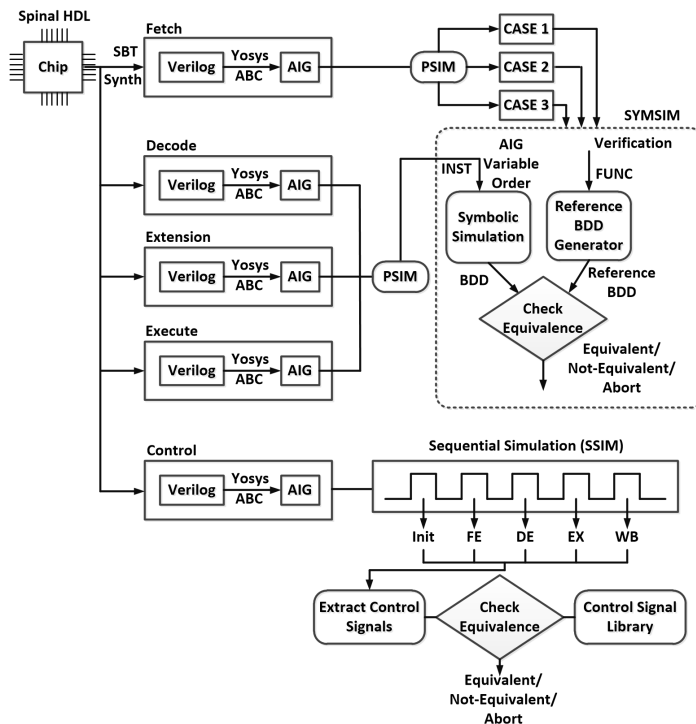 Spinal HDL
Chip
SBT
Synth
Fetch
Verilog
Yosys
ABC
AIG
PSIM
CASE 1
CASE 2
CASE 3
SYMSIM
Decode
Verilog
Yosys
ABC
AIG
Extension
Verilog
Yosys
ABC
AIG
Execute
Verilog
Yosys
ABC
AIG
PSIM
INST
AIG
Variable
Order
Verification
FUNC
Symbolic
Simulation
Reference
BDD
Generator
BDD
Reference
BDD
Check
Equivalence
Equivalent/
Not-Equivalent/
Abort
Control
Verilog
Yosys
ABC
AIG
Sequential Simulation (SSIM)
Init
FE
DE
EX
WB
Extract Control
Signals
Check
Equivalence
Control Signal
Library
Equivalent/
Not-Equivalent/
Abort